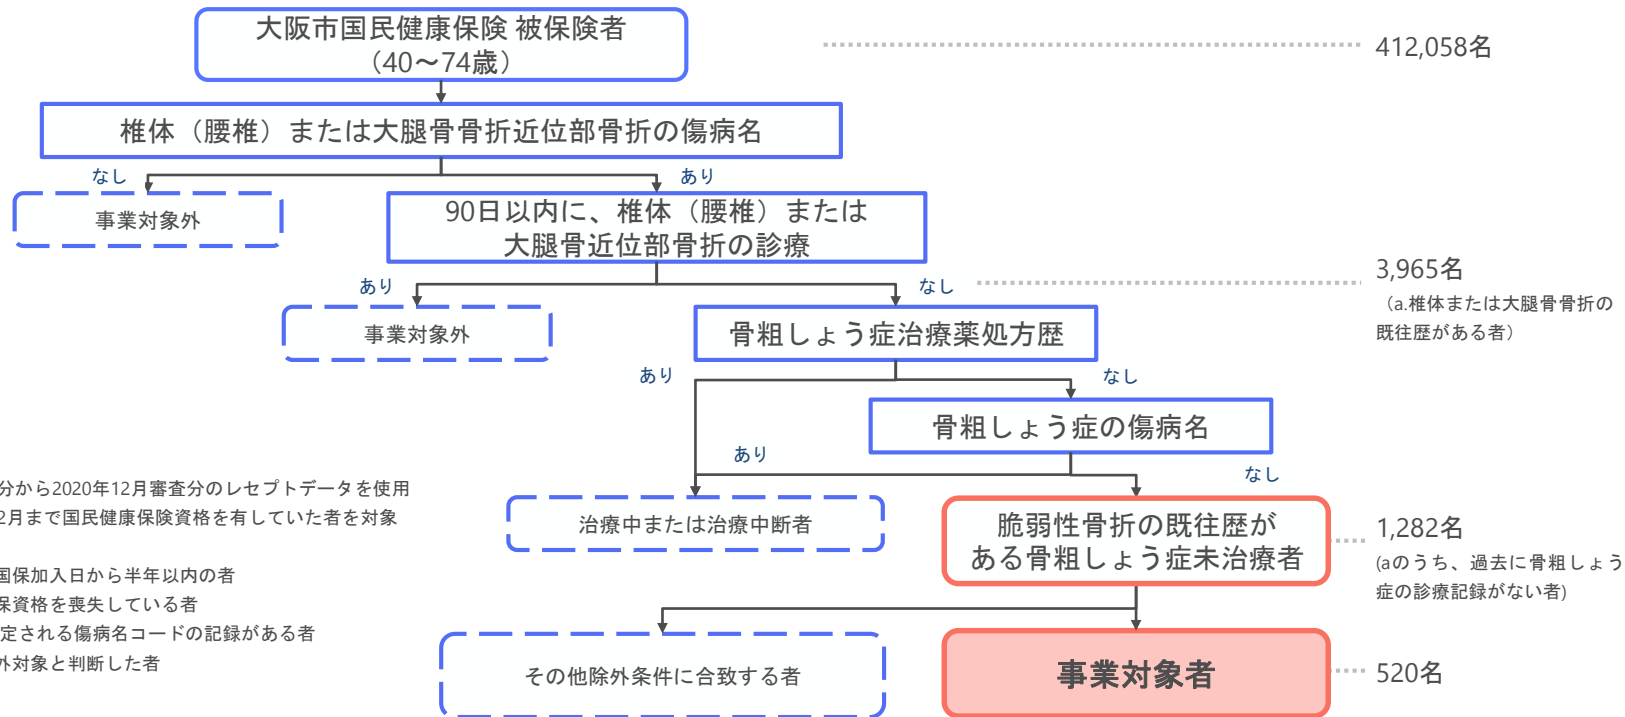 大阪市国民健康保険 被保険者
（40～74歳）
412,058名
椎体（腰椎）または大腿骨骨折近位部骨折の傷病名
なし
あり
事業対象外
90日以内に、椎体（腰椎）または
大腿骨近位部骨折の診療
3,965名
（a.椎体または大腿骨骨折の
既往歴がある者）
あり
なし
事業対象外
骨粗しょう症治療薬処方歴
あり
なし
骨粗しょう症の傷病名
あり
なし
分から2020年12月審査分のレセプトデータを使用
2月まで国民健康保険資格を有していた者を対象
治療中または治療中断者
脆弱性骨折の既往歴が
ある骨粗しょう症未治療者
1,282名
(aのうち、過去に骨粗しょう
症の診療記録がない者)
国保加入日から半年以内の者
保資格を喪失している者
定される傷病名コードの記録がある者
外対象と判断した者
その他除外条件に合致する者
事業対象者
520名